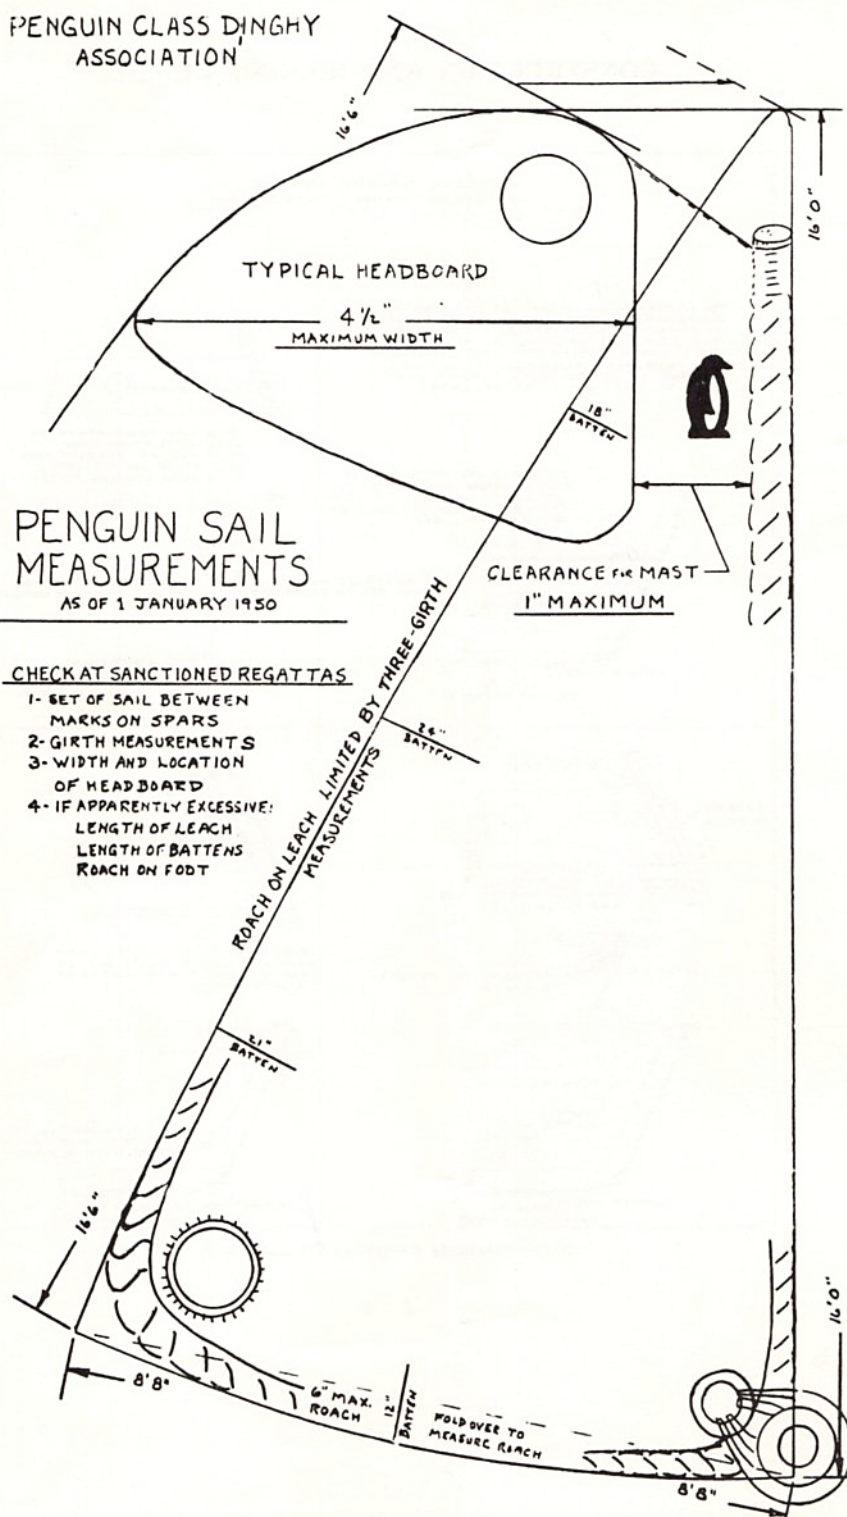 PENGUIN CLASS DINGHY
ASSOCIATION
16'6"
16'0"
TYPICAL HEADBOARD
4 1/2"
MAXIMUM WIDTH
18"
BATTEN
PENGUIN SAIL
MEASUREMENTS
AS OF 1 JANUARY 1950
CLEARANCE FOR MAST
1" MAXIMUM
CHECK AT SANCTIONED REGATTAS
1- SET OF SAIL BETWEEN
MARKS ON SPARS
2- GIRTH MEASUREMENTS
3- WIDTH AND LOCATION
OF HEADBOARD
4- IF APPARENTLY EXCESSIVE:
LENGTH OF LEACH
LENGTH OF BATTENS
ROACH ON FOOT
ROACH ON LEACH LIMITED BY THREE-GIRTH
MEASUREMENTS
24"
BATTEN
21"
BATTEN
16'6"
16'0"
8'8"
6" MAX.
ROACH
12"
BATTEN
FOLD OVER TO
MEASURE ROACH
8'8"